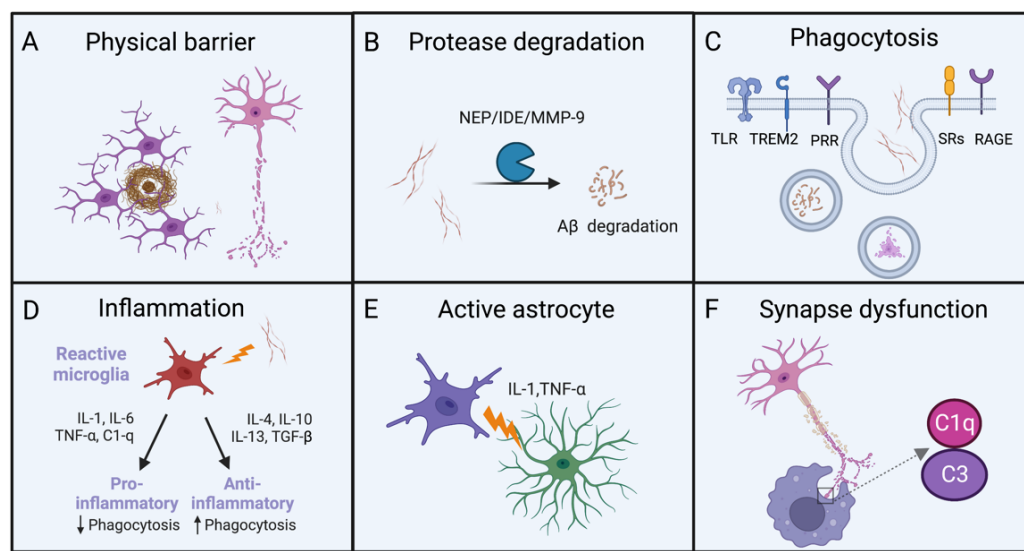 A Physical barrier
B Protease degradation
NEP/IDE/MMP-9
Aβ degradation
C Phagocytosis
TLR TREM2 PRR SRs RAGE
D Inflammation
Reactive
microglia
IL-1, IL-6
TNF-α, C1-q
IL-4, IL-10
IL-13, TGF-β
Pro-
inflammatory
↓ Phagocytosis
Anti-
inflammatory
↑ Phagocytosis
E Active astrocyte
IL-1,TNF-α
F Synapse dysfunction
C1q
C3